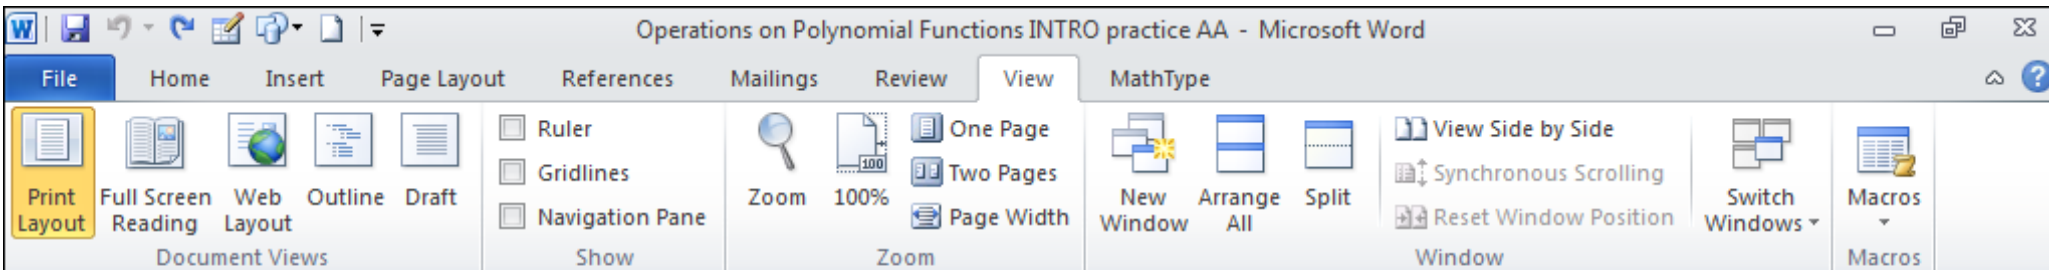 W
Operations on Polynomial Functions INTRO practice AA - Microsoft Word
File Home Insert Page Layout References Mailings Review View MathType ?
Print Layout
Full Screen Reading
Web Layout
Outline
Draft
Document Views
Ruler
Gridlines
Navigation Pane
Show
Zoom
100
100%
One Page
Two Pages
Page Width
Zoom
New Window
Arrange All
Split
View Side by Side
Synchronous Scrolling
Reset Window Position
Switch Windows
Window
Macros
Macros